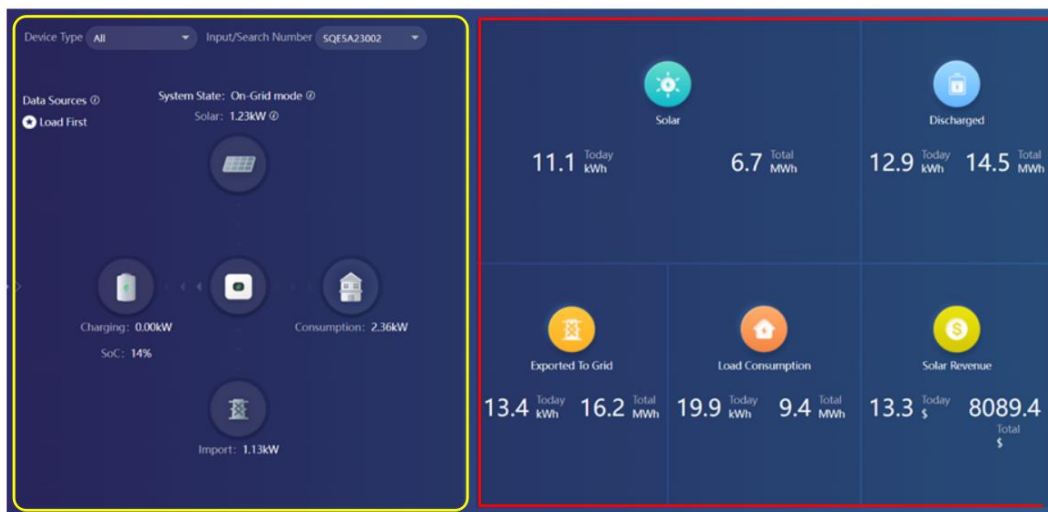 Device Type All Input/Search Number SQE5A23002
Data Sources
Load First
System State: On-Grid mode
Solar: 1.23kW
Charging: 0.00kW
SoC: 14%
Consumption: 2.36kW
Import: 1.13kW
Solar
11.1 Today kWh
6.7 Total MWh
Discharged
12.9 Today kWh
14.5 Total MWh
Exported To Grid
13.4 Today kWh
16.2 Total MWh
Load Consumption
19.9 Today kWh
9.4 Total MWh
Solar Revenue
13.3 Today $
8089.4 Total $